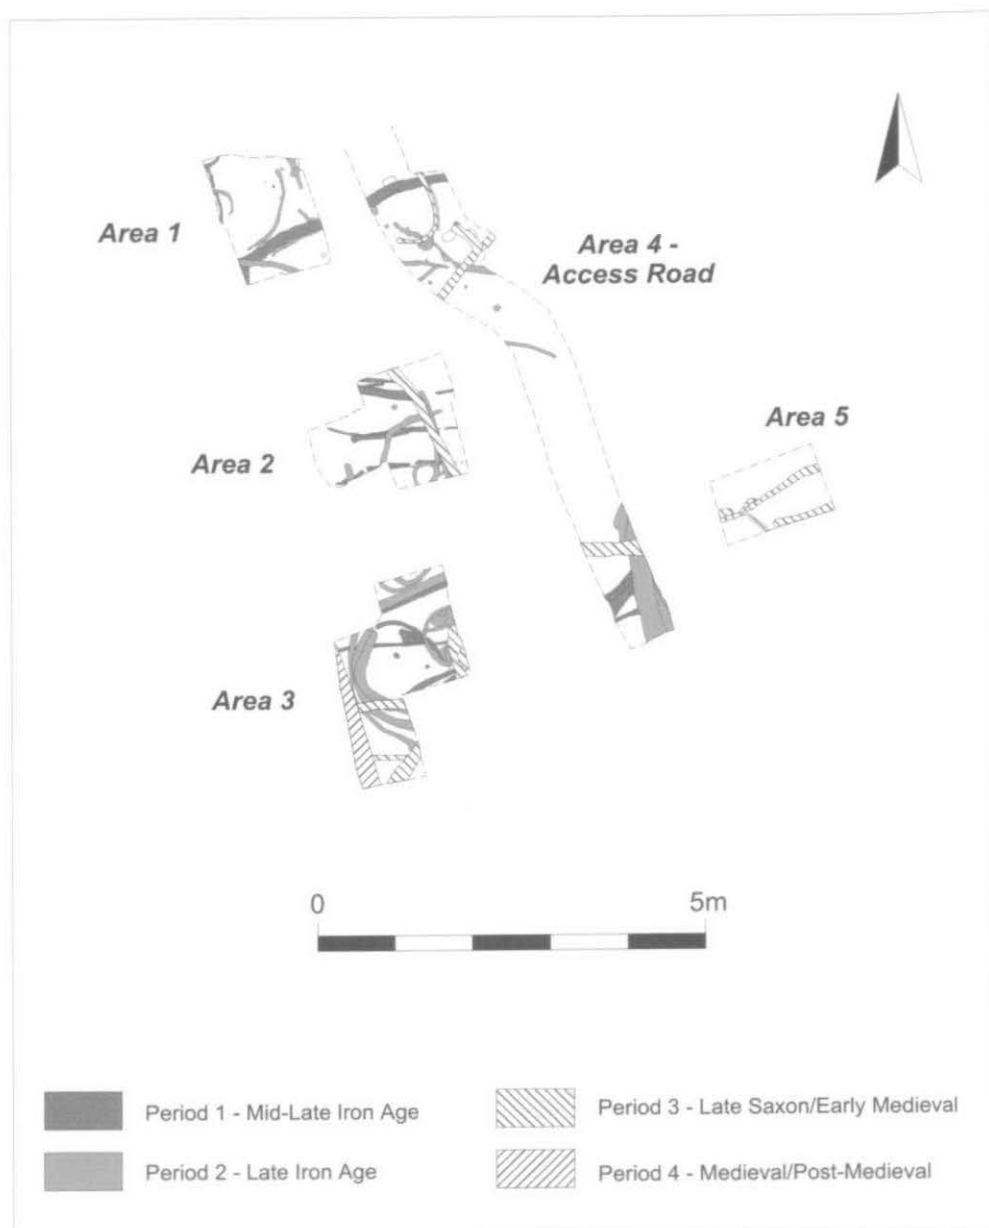 Area 1
Area 4 -
Access Road
Area 5
Area 2
Area 3
0 5m
Period 1 - Mid-Late Iron Age
Period 2 - Late Iron Age
Period 3 - Late Saxon/Early Medieval
Period 4 - Medieval/Post-Medieval